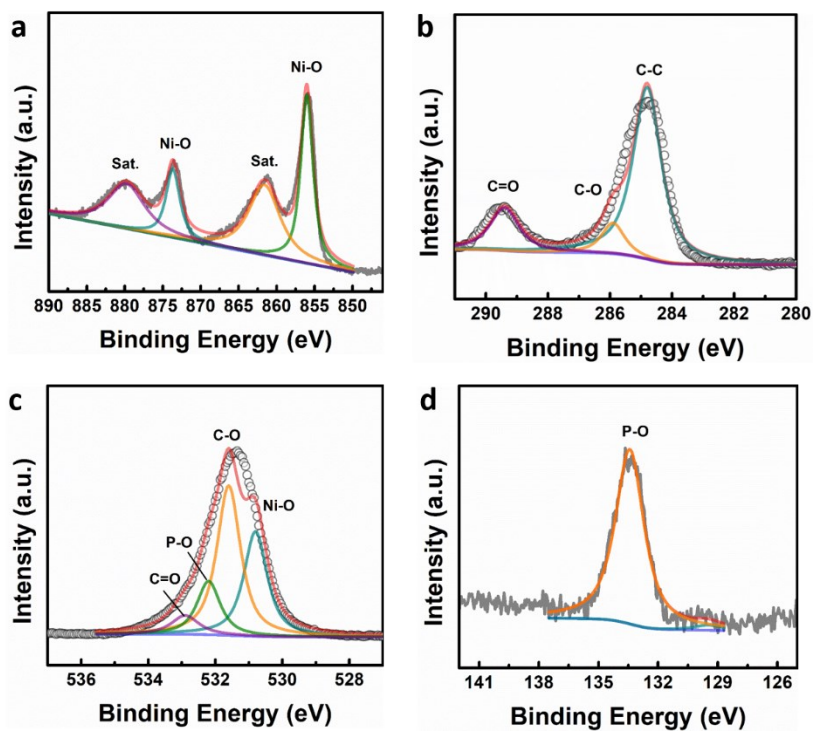 a
Ni-O
Ni-O
Sat.
Sat.
Intensity (a.u.)
890 885 880 875 870 865 860 855 850
Binding Energy (eV)
b
C-C
C=O
C-O
Intensity (a.u.)
290 288 286 284 282 280
Binding Energy (eV)
c
C-O
Ni-O
P-O
C=O
Intensity (a.u.)
536 534 532 530 528
Binding Energy (eV)
d
P-O
Intensity (a.u.)
141 138 135 132 129 126
Binding Energy (eV)